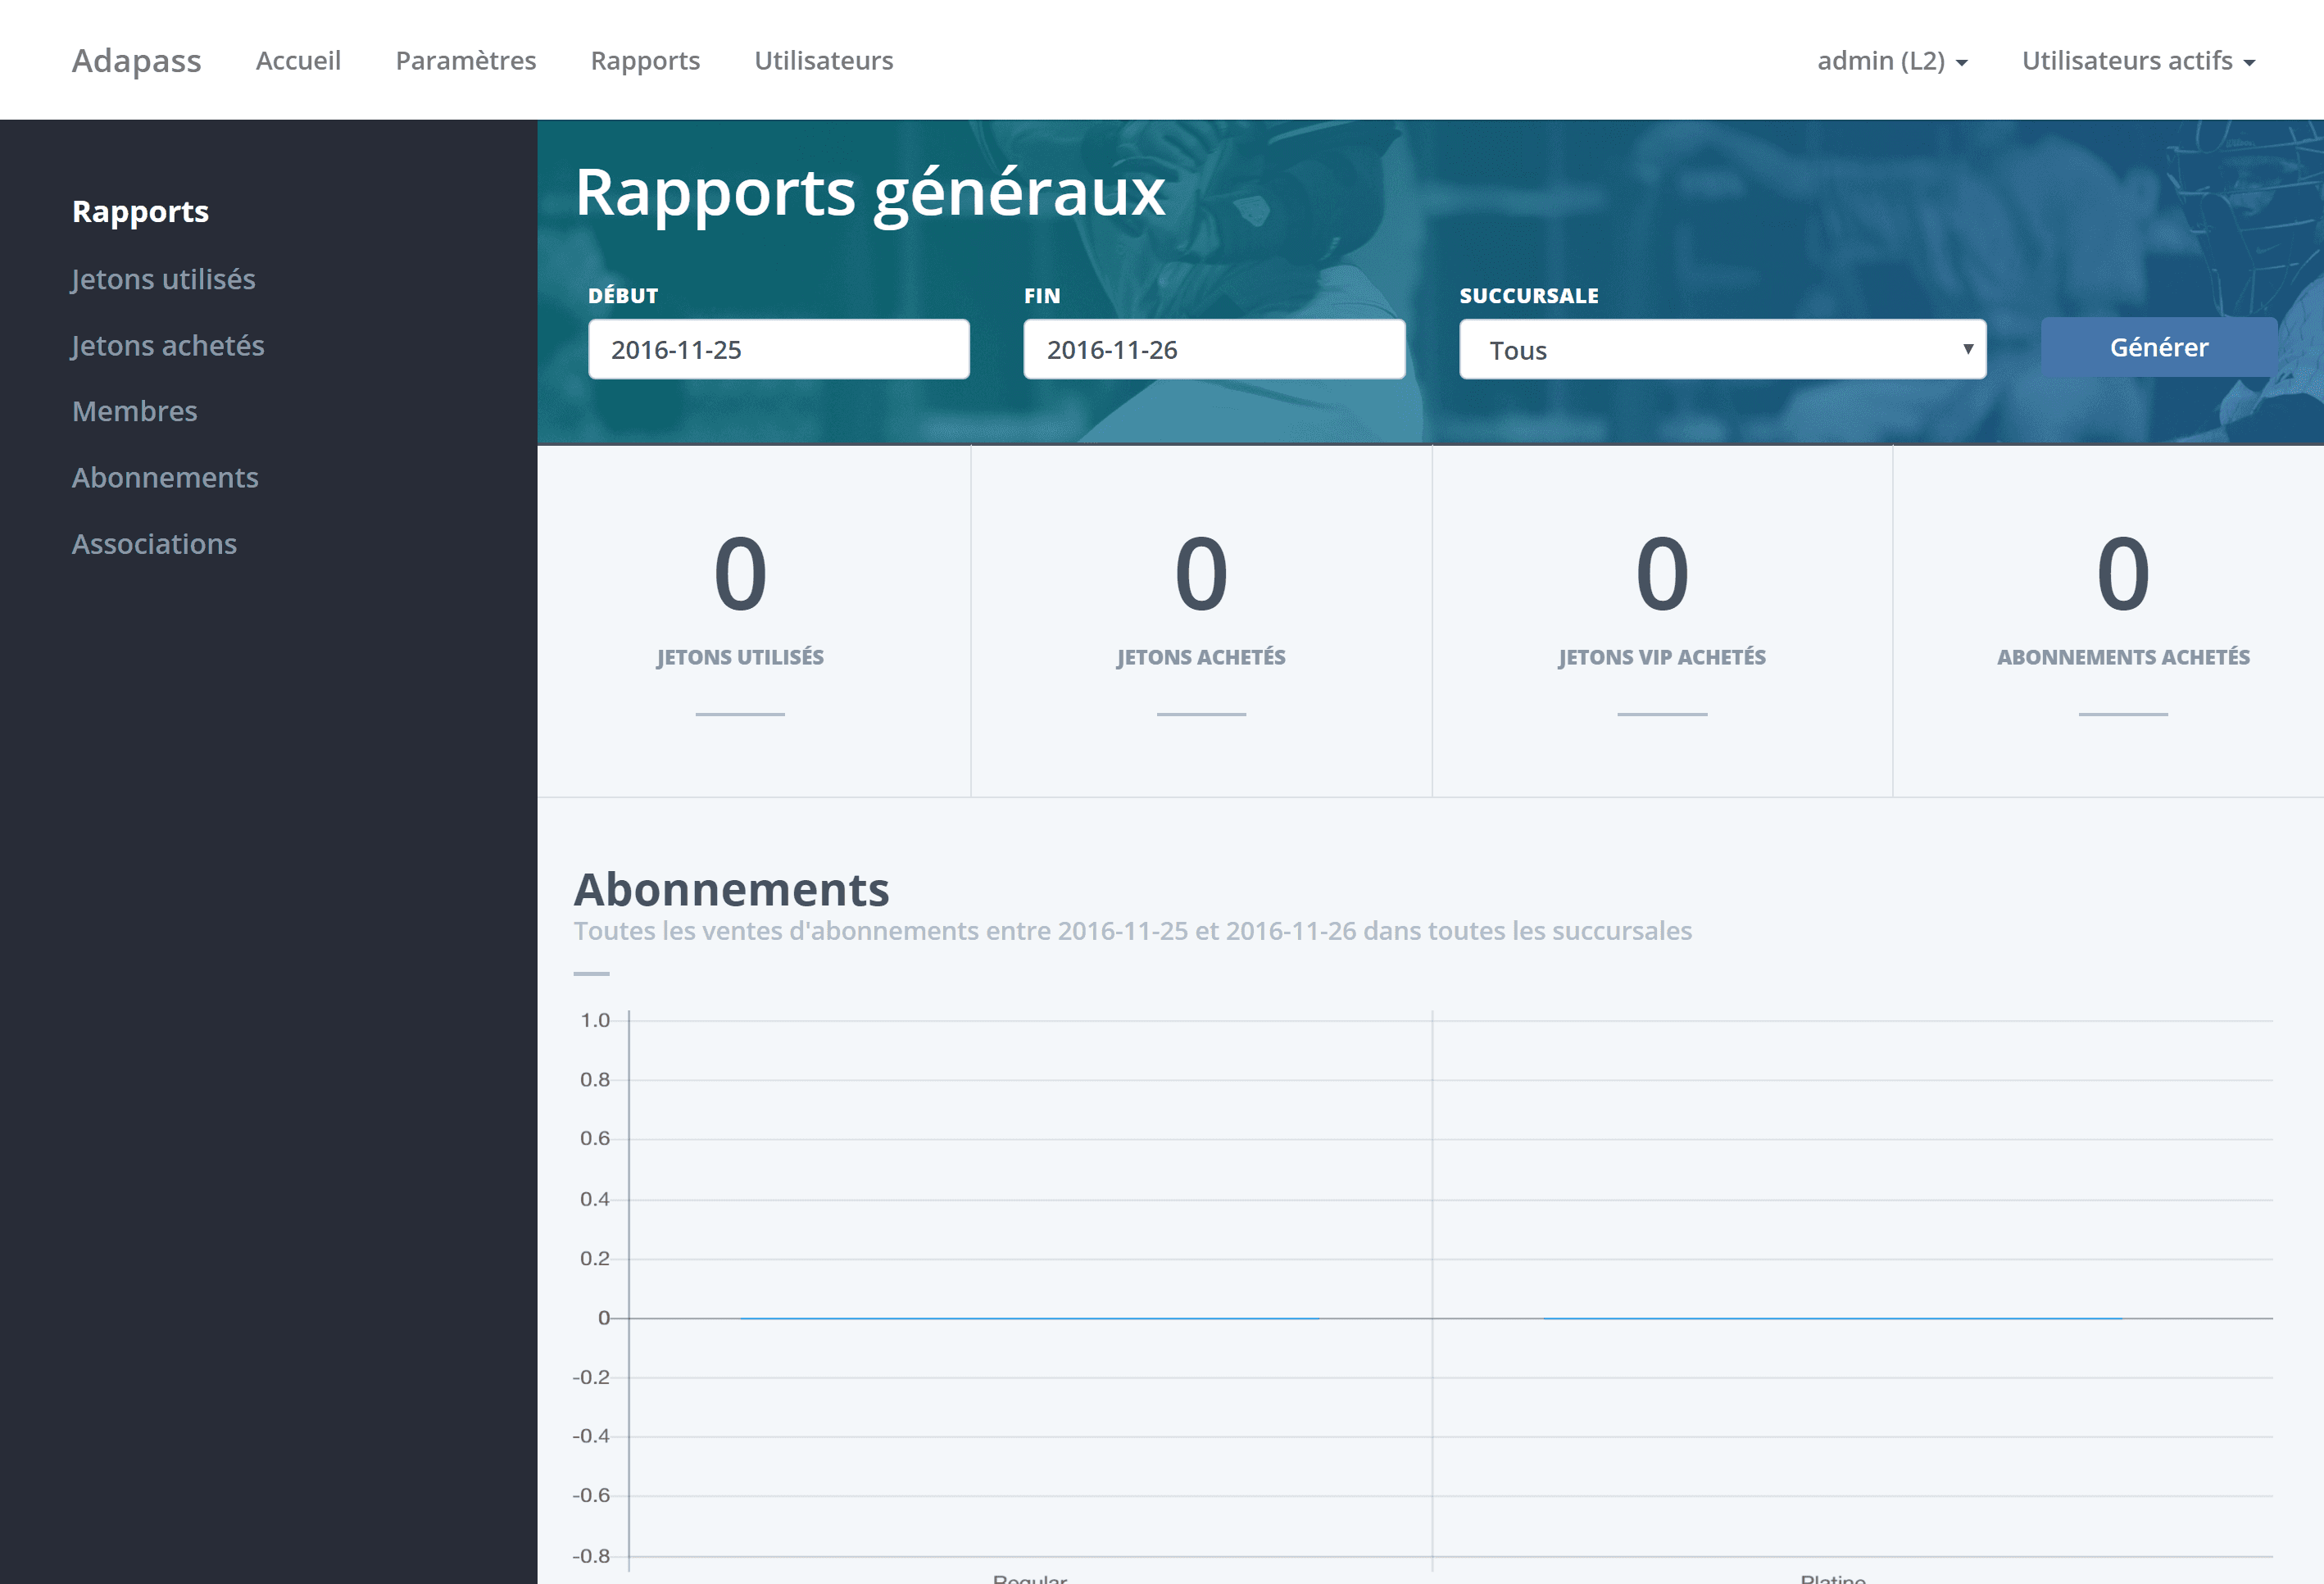 Adapass Accueil Paramètres Rapports Utilisateurs admin (L2) Utilisateurs actifs
Rapports
Jetons utilisés
Jetons achetés
Membres
Abonnements
Associations
Rapports généraux
DÉBUT FIN SUCCURSALE
2016-11-25 2016-11-26 Tous Générer
0 0 0 0
JETONS UTILISÉS JETONS ACHETÉS JETONS VIP ACHETÉS ABONNEMENTS ACHETÉS
Abonnements
Toutes les ventes d'abonnements entre 2016-11-25 et 2016-11-26 dans toutes les succursales
1.0
0.8
0.6
0.4
0.2
0
-0.2
-0.4
-0.6
-0.8
Regular Platine